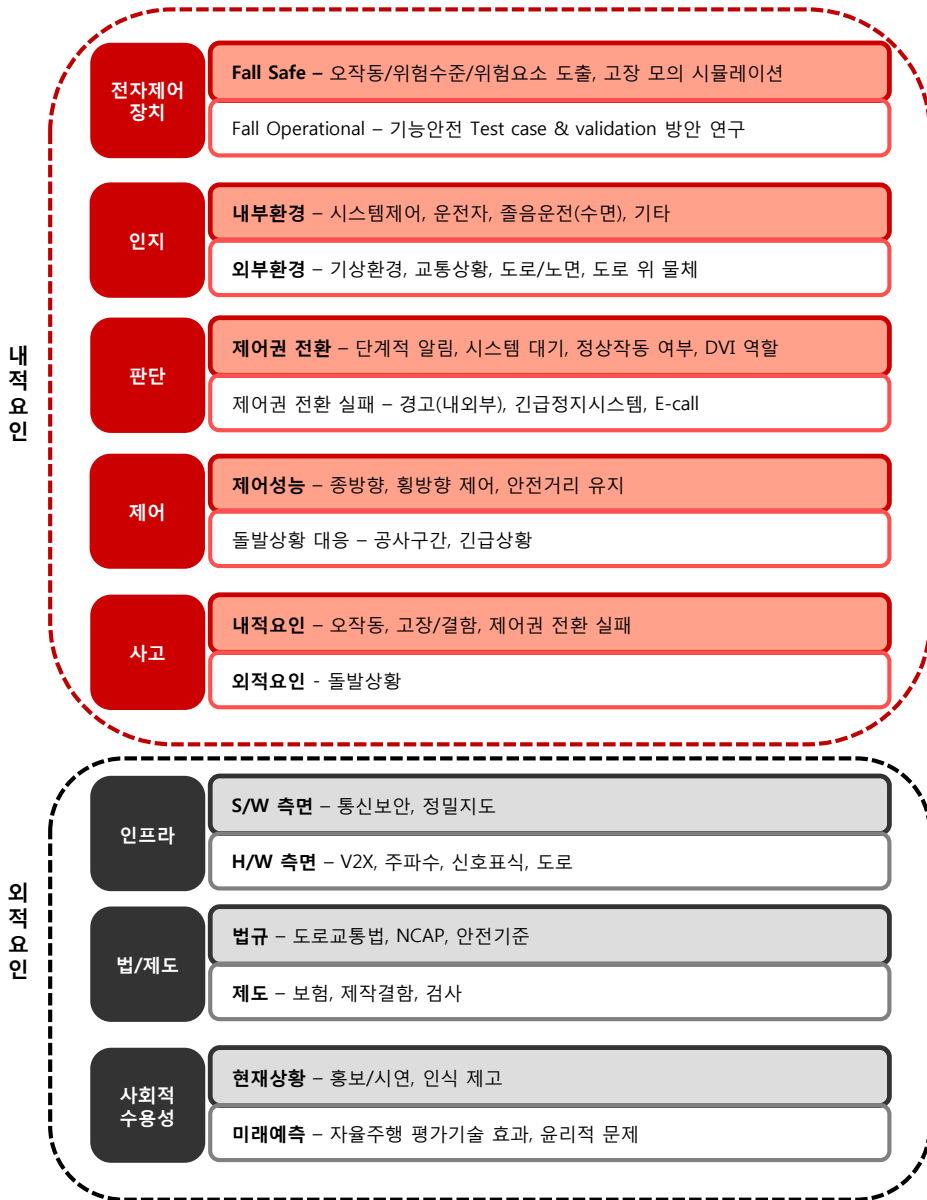 내적요인
전자제어
장치
Fall Safe – 오작동/위험수준/위험요소 도출, 고장 모의 시뮬레이션
Fall Operational – 기능안전 Test case & validation 방안 연구
인지
내부환경 – 시스템제어, 운전자, 졸음운전(수면), 기타
외부환경 – 기상환경, 교통상황, 도로/노면, 도로 위 물체
판단
제어권 전환 – 단계적 알림, 시스템 대기, 정상작동 여부, DVI 역할
제어권 전환 실패 – 경고(내외부), 긴급정지시스템, E-call
제어
제어성능 – 종방향, 횡방향 제어, 안전거리 유지
돌발상황 대응 – 공사구간, 긴급상황
사고
내적요인 – 오작동, 고장/결함, 제어권 전환 실패
외적요인 - 돌발상황
외적요인
인프라
S/W 측면 – 통신보안, 정밀지도
H/W 측면 – V2X, 주파수, 신호표식, 도로
법/제도
법규 – 도로교통법, NCAP, 안전기준
제도 – 보험, 제작결함, 검사
사회적
수용성
현재상황 – 홍보/시연, 인식 제고
미래예측 – 자율주행 평가기술 효과, 윤리적 문제